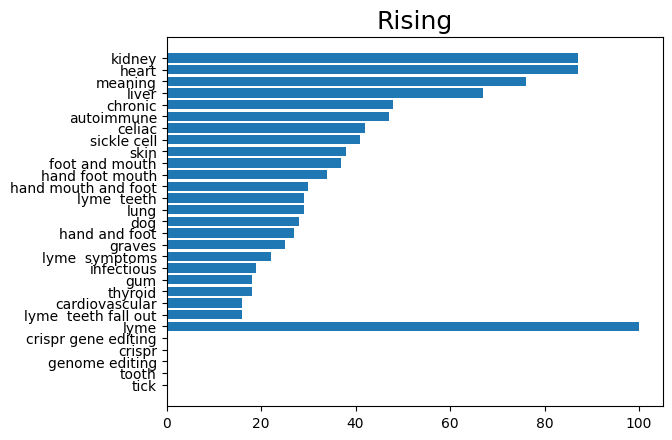 Rising
kidney
heart
meaning
liver
chronic
autoimmune
celiac
sickle cell
skin
foot and mouth
hand foot mouth
hand mouth and foot
lyme  teeth
lung
dog
hand and foot
graves
lyme  symptoms
infectious
gum
thyroid
cardiovascular
lyme  teeth fall out
lyme
crispr gene editing
crispr
genome editing
tooth
tick
0 20 40 60 80 100